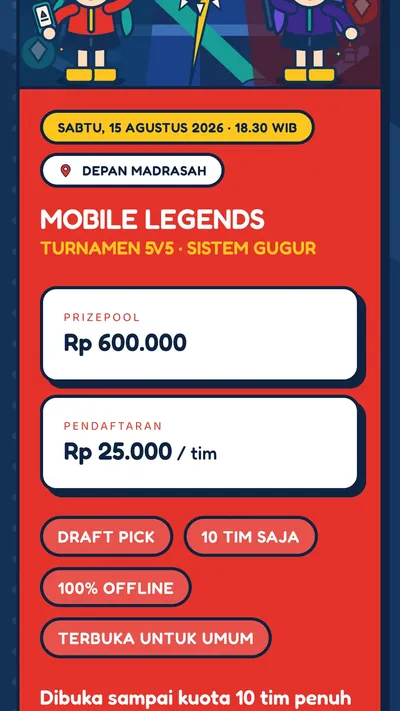 SABTU, 15 AGUSTUS 2026 · 18.30 WIB
DEPAN MADRASAH
MOBILE LEGENDS
TURNAMEN 5V5 · SISTEM GUGUR
PRIZEPOOL
Rp 600.000
PENDAFTARAN
Rp 25.000 / tim
DRAFT PICK
10 TIM SAJA
100% OFFLINE
TERBUKA UNTUK UMUM
Dibuka sampai kuota 10 tim penuh